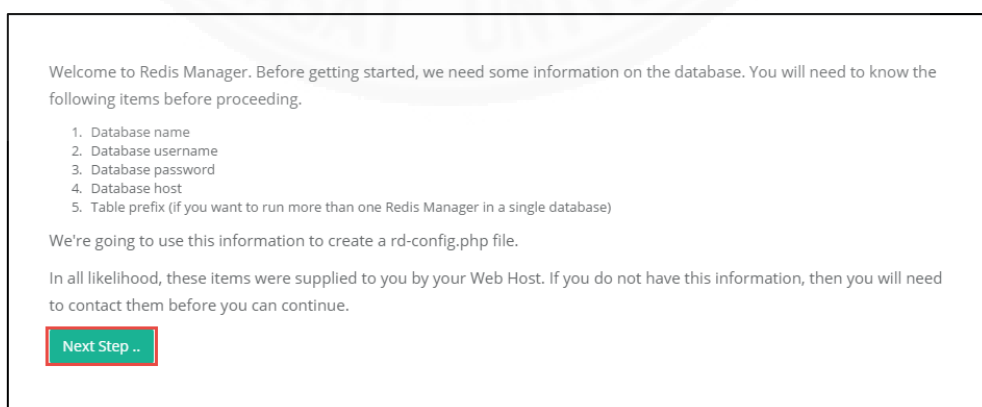 Welcome to Redis Manager. Before getting started, we need some information on the database. You will need to know the
following items before proceeding.
1. Database name
2. Database username
3. Database password
4. Database host
5. Table prefix (if you want to run more than one Redis Manager in a single database)
We're going to use this information to create a rd-config.php file.
In all likelihood, these items were supplied to you by your Web Host. If you do not have this information, then you will need
to contact them before you can continue.
Next Step ..